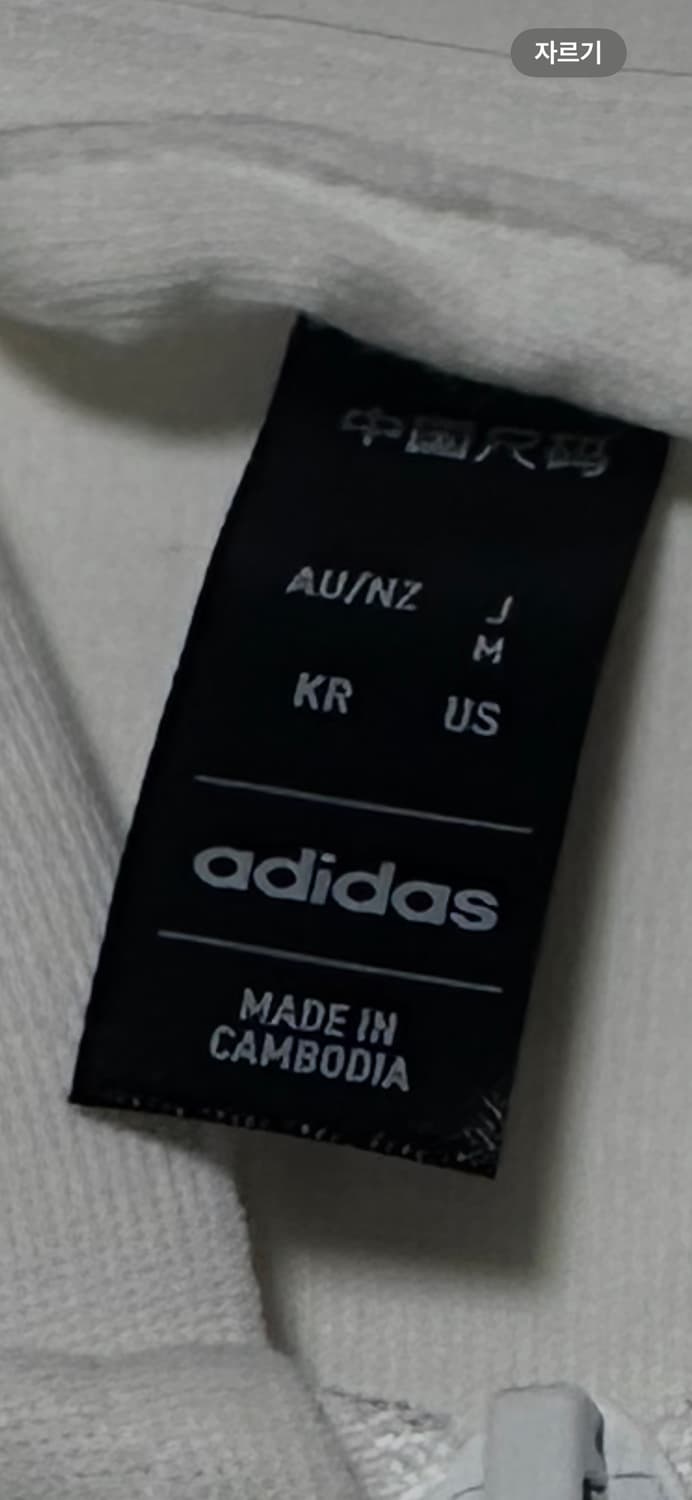 자르기
中国尺码
AU/NZ J
M
KR US
adidas
MADE IN
CAMBODIA